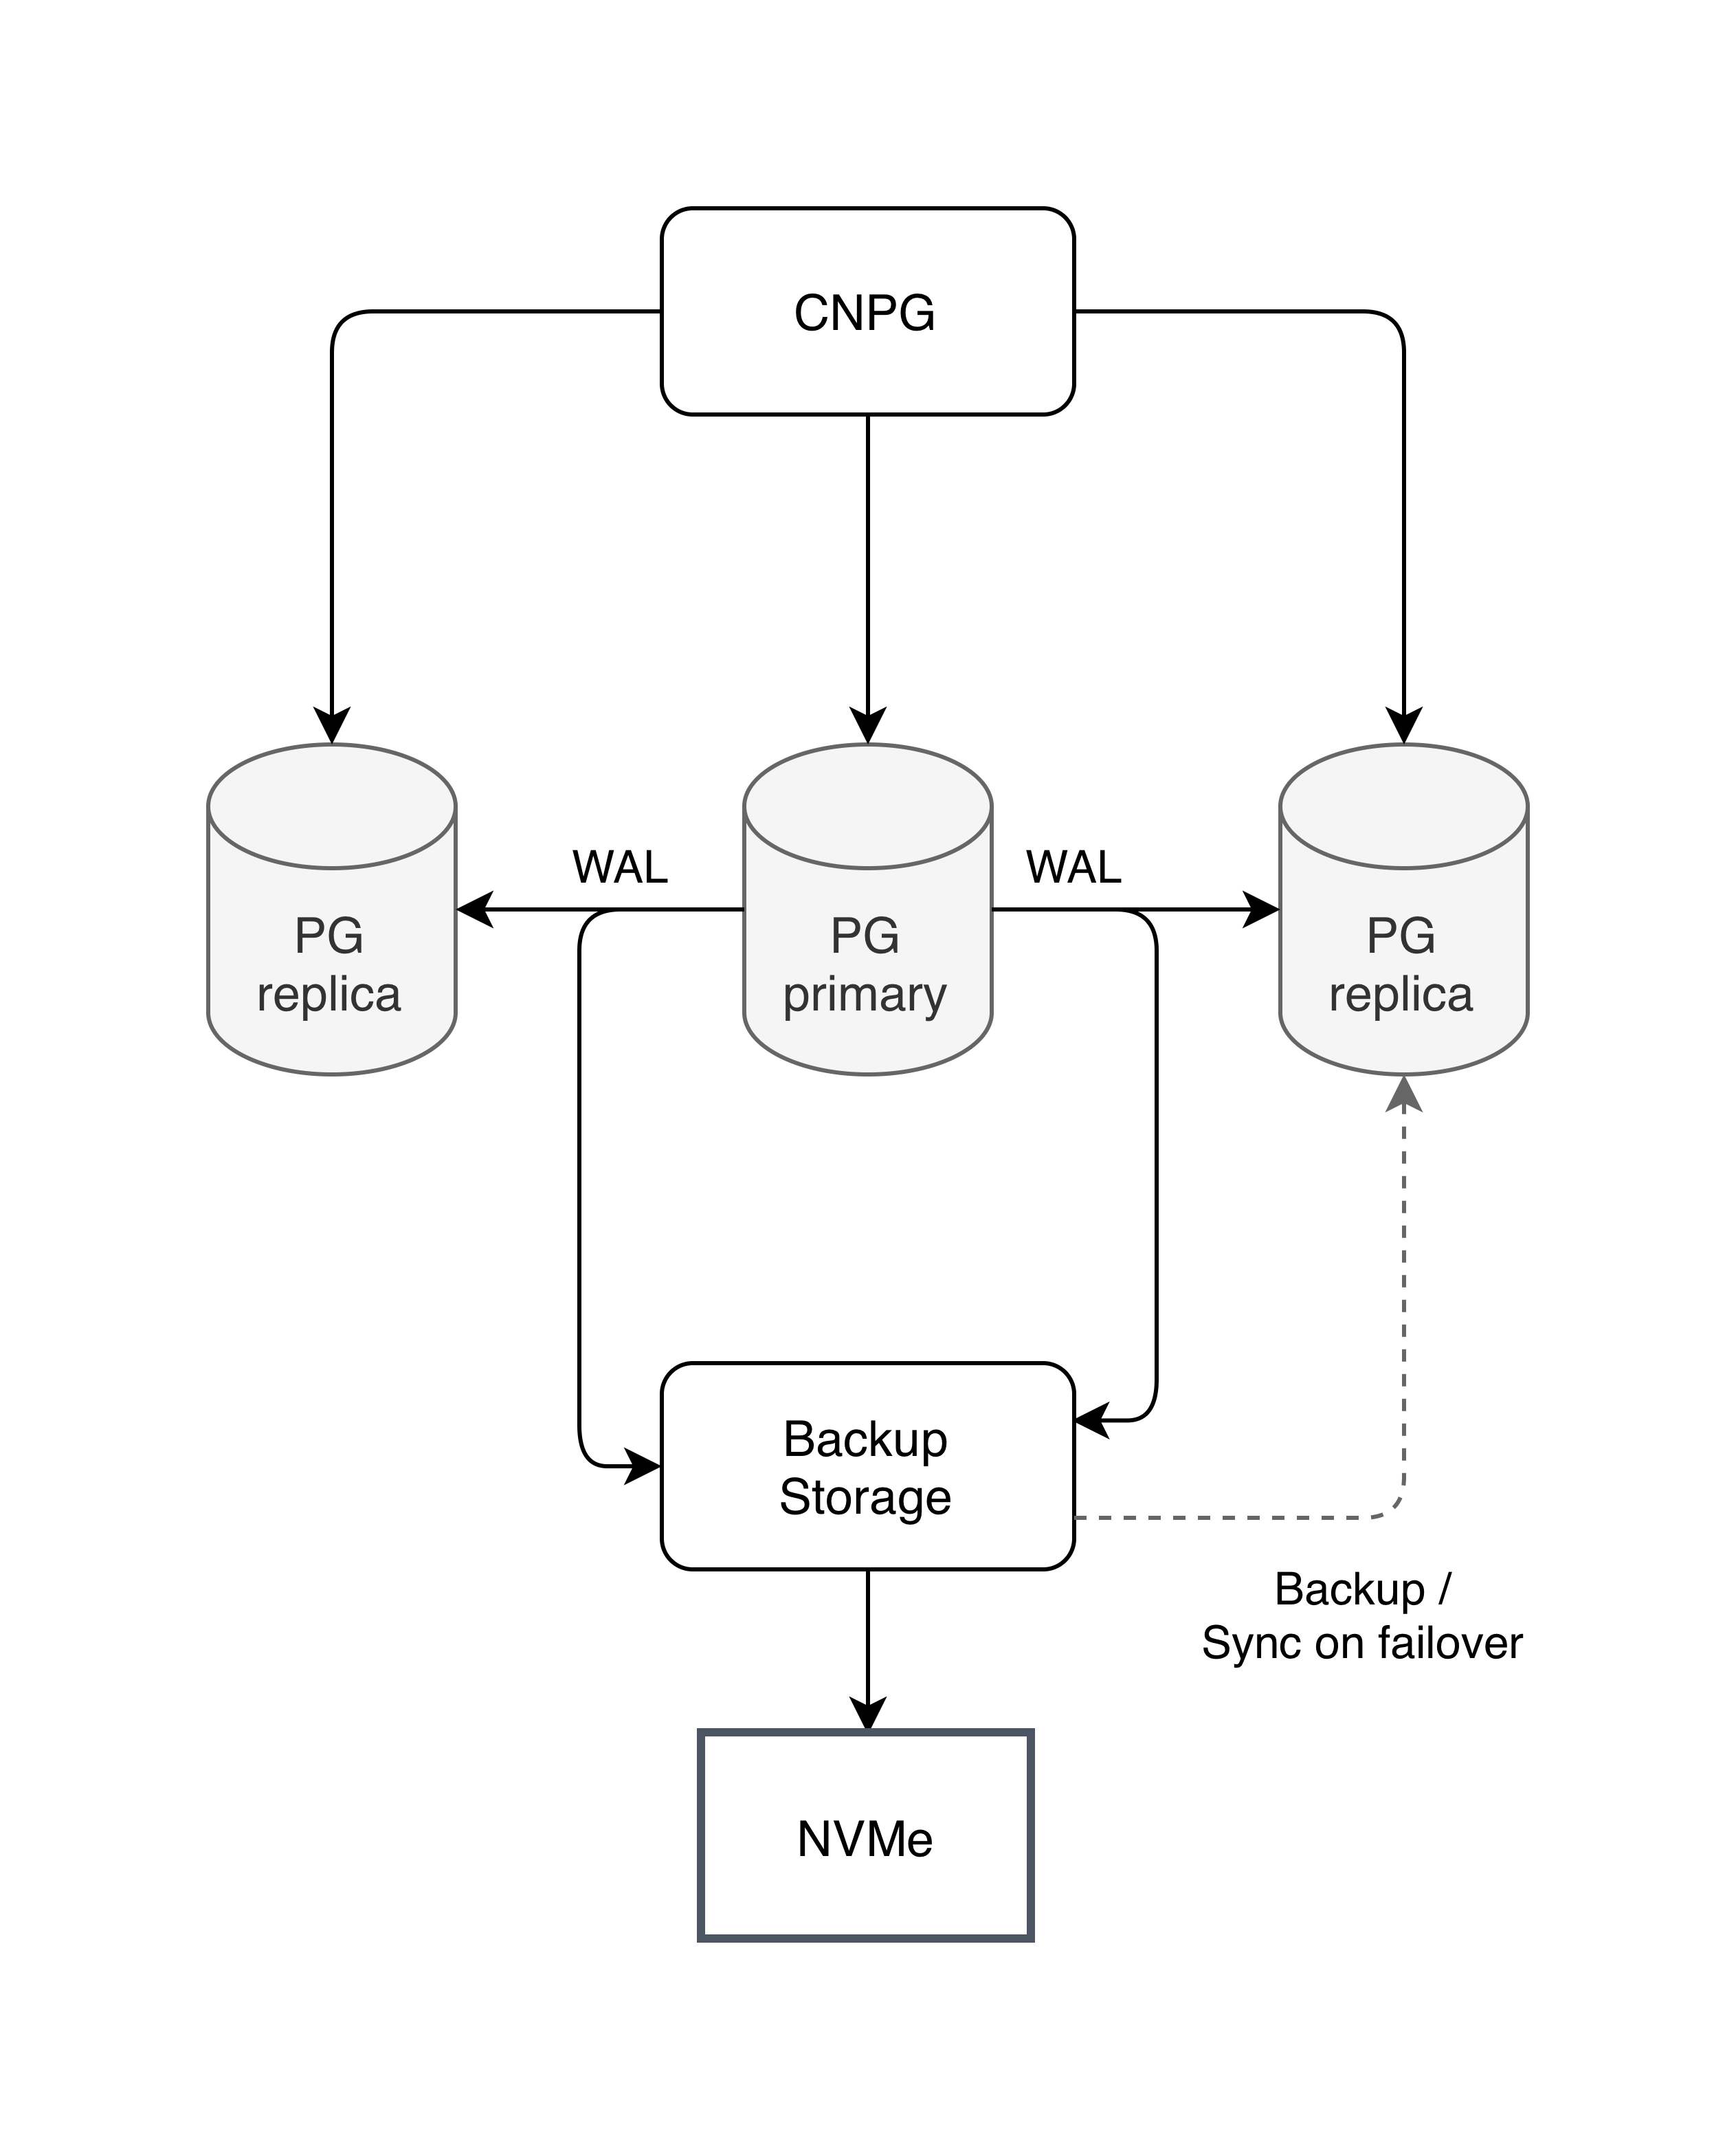 CNPG
WAL
WAL
PG
replica
PG
primary
PG
replica
Backup
Storage
Backup /
Sync on failover
NVMe